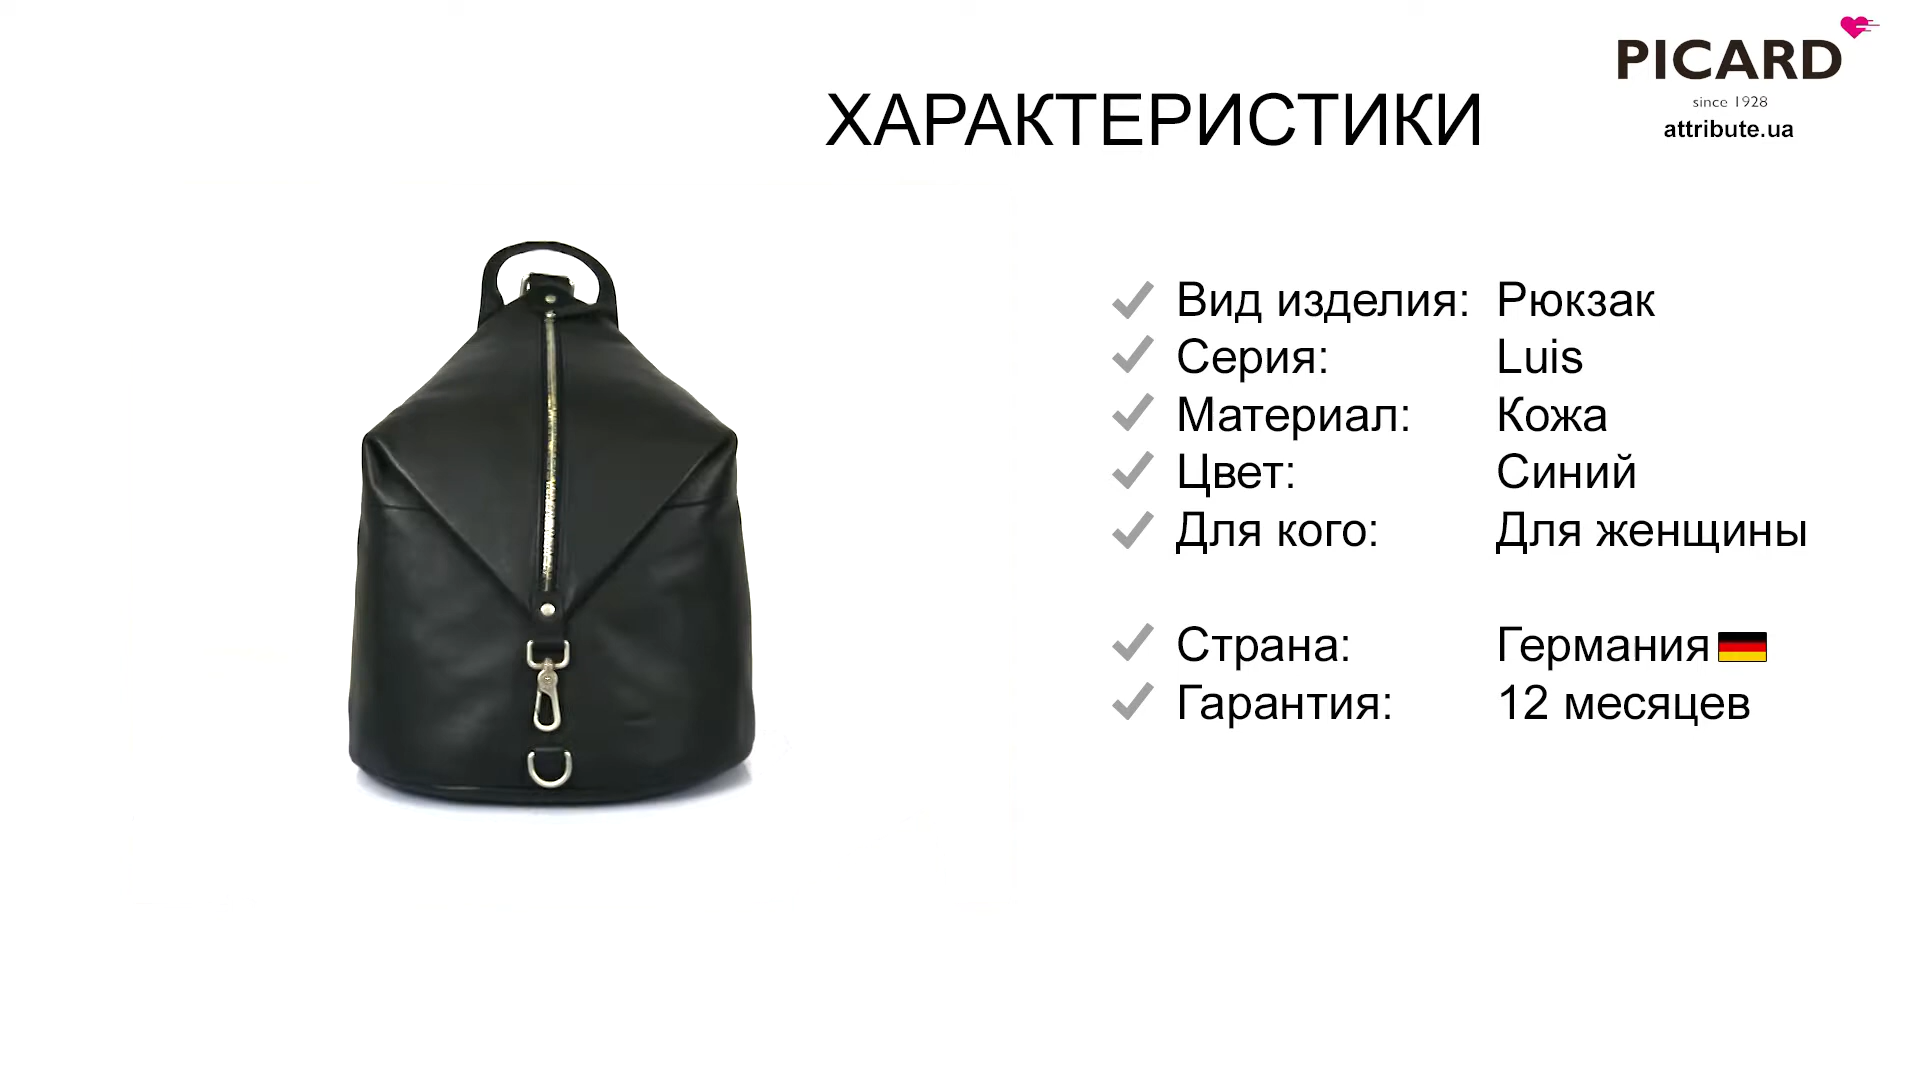 PICARD
since 1928
attribute.ua
ХАРАКТЕРИСТИКИ
Вид изделия: Рюкзак
Серия: Luis
Материал: Кожа
Цвет: Синий
Для кого: Для женщины
Страна: Германия
Гарантия: 12 месяцев